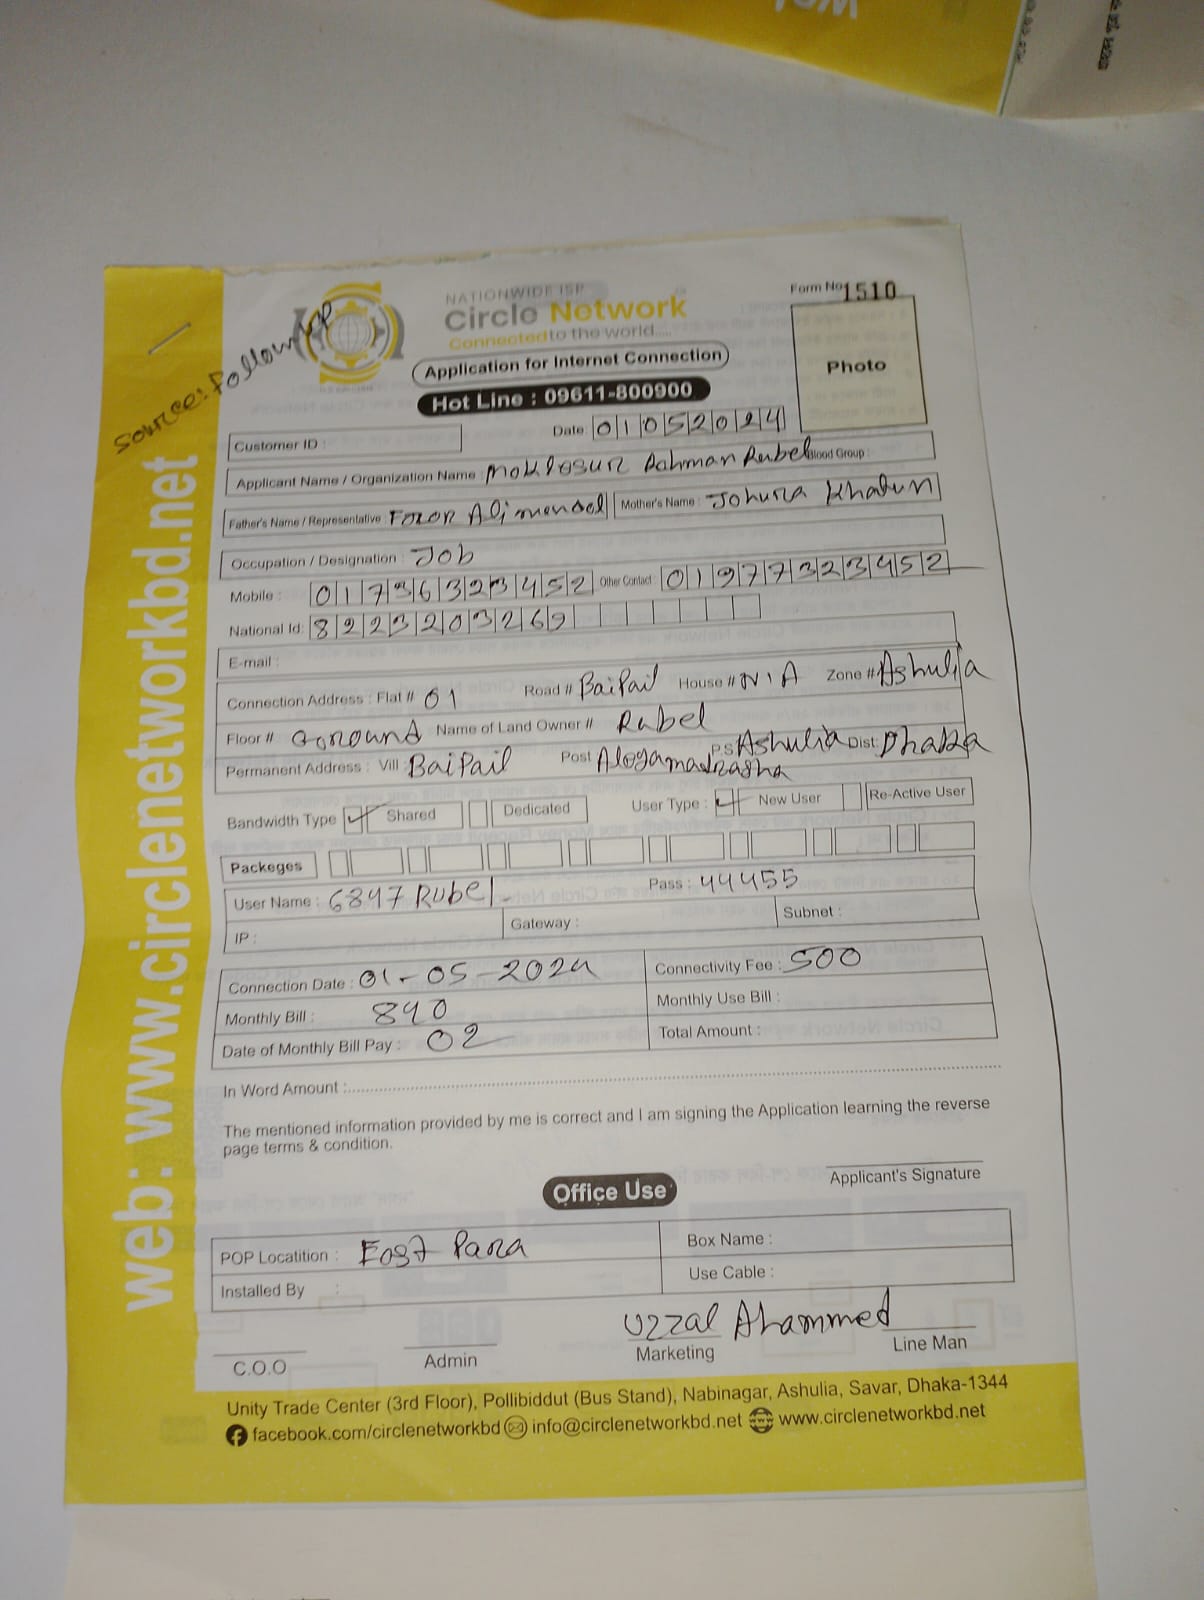 Source: Follow UP
NATIONWIDE ISP
Circle Network
Connected to the world.....
Form No 1510
Photo
Application for Internet Connection
Hot Line : 09611-800900
Customer ID :
Date: 01052024
Applicant Name / Organization Name : Moklesur Rahman Rubel Blood Group :
Father's Name / Representative Mother's Name : Johura Khatun
Occupation / Designation : Job
Mobile : 01736323452 Other Contact : 01977323452
National Id: 8223203269
E-mail :
Connection Address : Flat # 01 Road # BaiPail House # N/A Zone # Ashulia
Floor # Goround Name of Land Owner # Rubel
Permanent Address : Vill: BaiPail Post Alogamadrasha P.S Ashulia Dist: Dhaka
Bandwidth Type Shared Dedicated User Type : New User Re-Active User
Packeges
User Name : 6847 Rubel Pass : 44455
IP : Gateway : Subnet :
Connection Date : 01-05-2024 Connectivity Fee : 500
Monthly Bill : 840 Monthly Use Bill :
Date of Monthly Bill Pay : 02 Total Amount :
In Word Amount :
The mentioned information provided by me is correct and I am signing the Application learning the reverse
page terms & condition.
Applicant's Signature
Office Use
POP Locatition : East Para Box Name :
Installed By : Use Cable :
Uzzal Ahammed
C.O.O Admin Marketing Line Man
Unity Trade Center (3rd Floor), Pollibiddut (Bus Stand), Nabinagar, Ashulia, Savar, Dhaka-1344
facebook.com/circlenetworkbd info@circlenetworkbd.net www.circlenetworkbd.net
web: www.circlenetworkbd.net